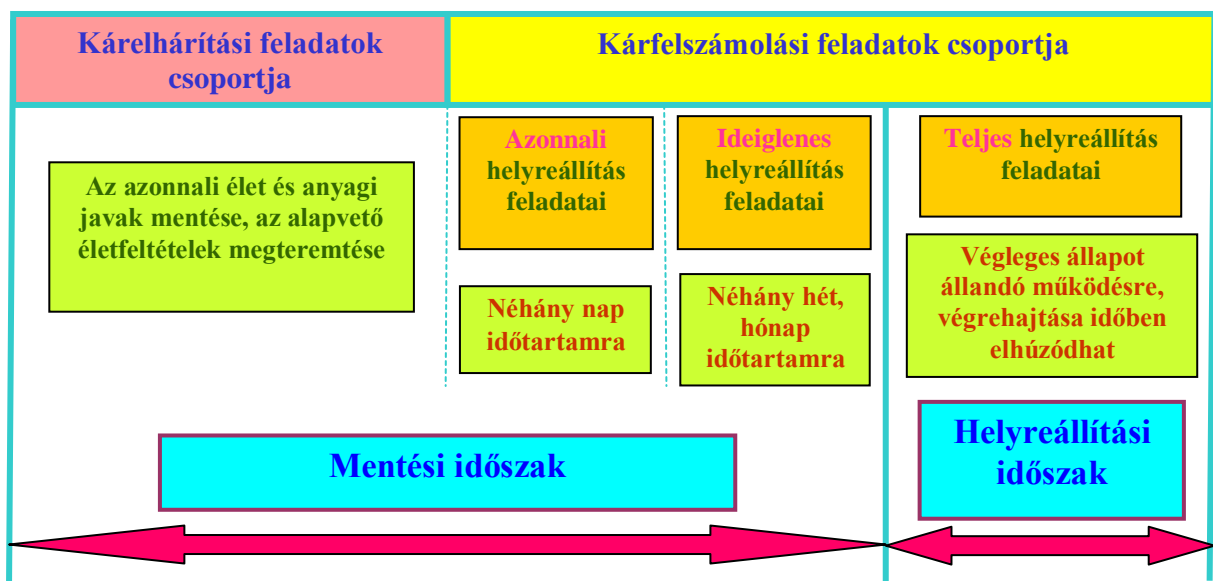 Kárelhárítási feladatok
csoportja
Kárfelszámolási feladatok csoportja
Az azonnali élet és anyagi
javak mentése, az alapvető
életfeltételek megteremtése
Azonnali
helyreállítás
feladatai
Néhány nap
időtartamra
Ideiglenes
helyreállítás
feladatai
Néhány hét,
hónap
időtartamra
Teljes helyreállítás
feladatai
Végleges állapot
állandó működésre,
végrehajtása időben
elhúzódhat
Mentési időszak
Helyreállítási
időszak